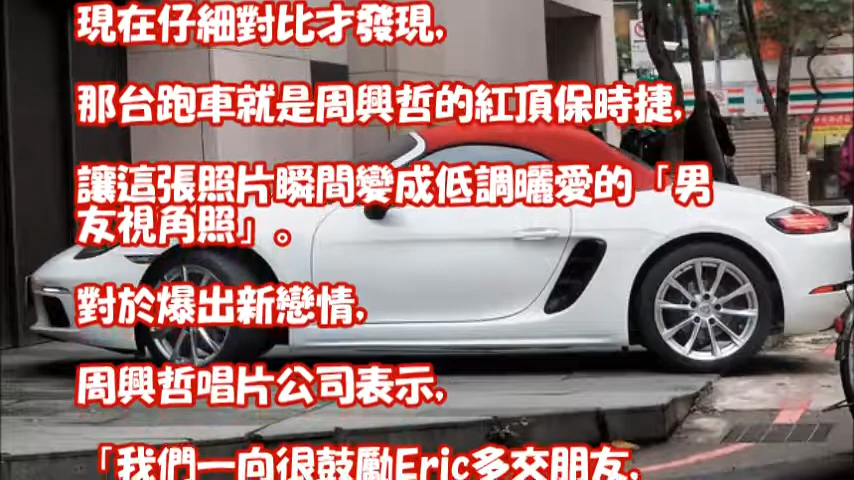 現在仔細對比才發現,
那台跑車就是周興哲的紅頂保時捷,
讓這張照片瞬間變成低調曬愛的「男
友視角照」。
對於爆出新戀情,
周興哲唱片公司表示,
「我們一向很鼓勵Eric多交朋友,